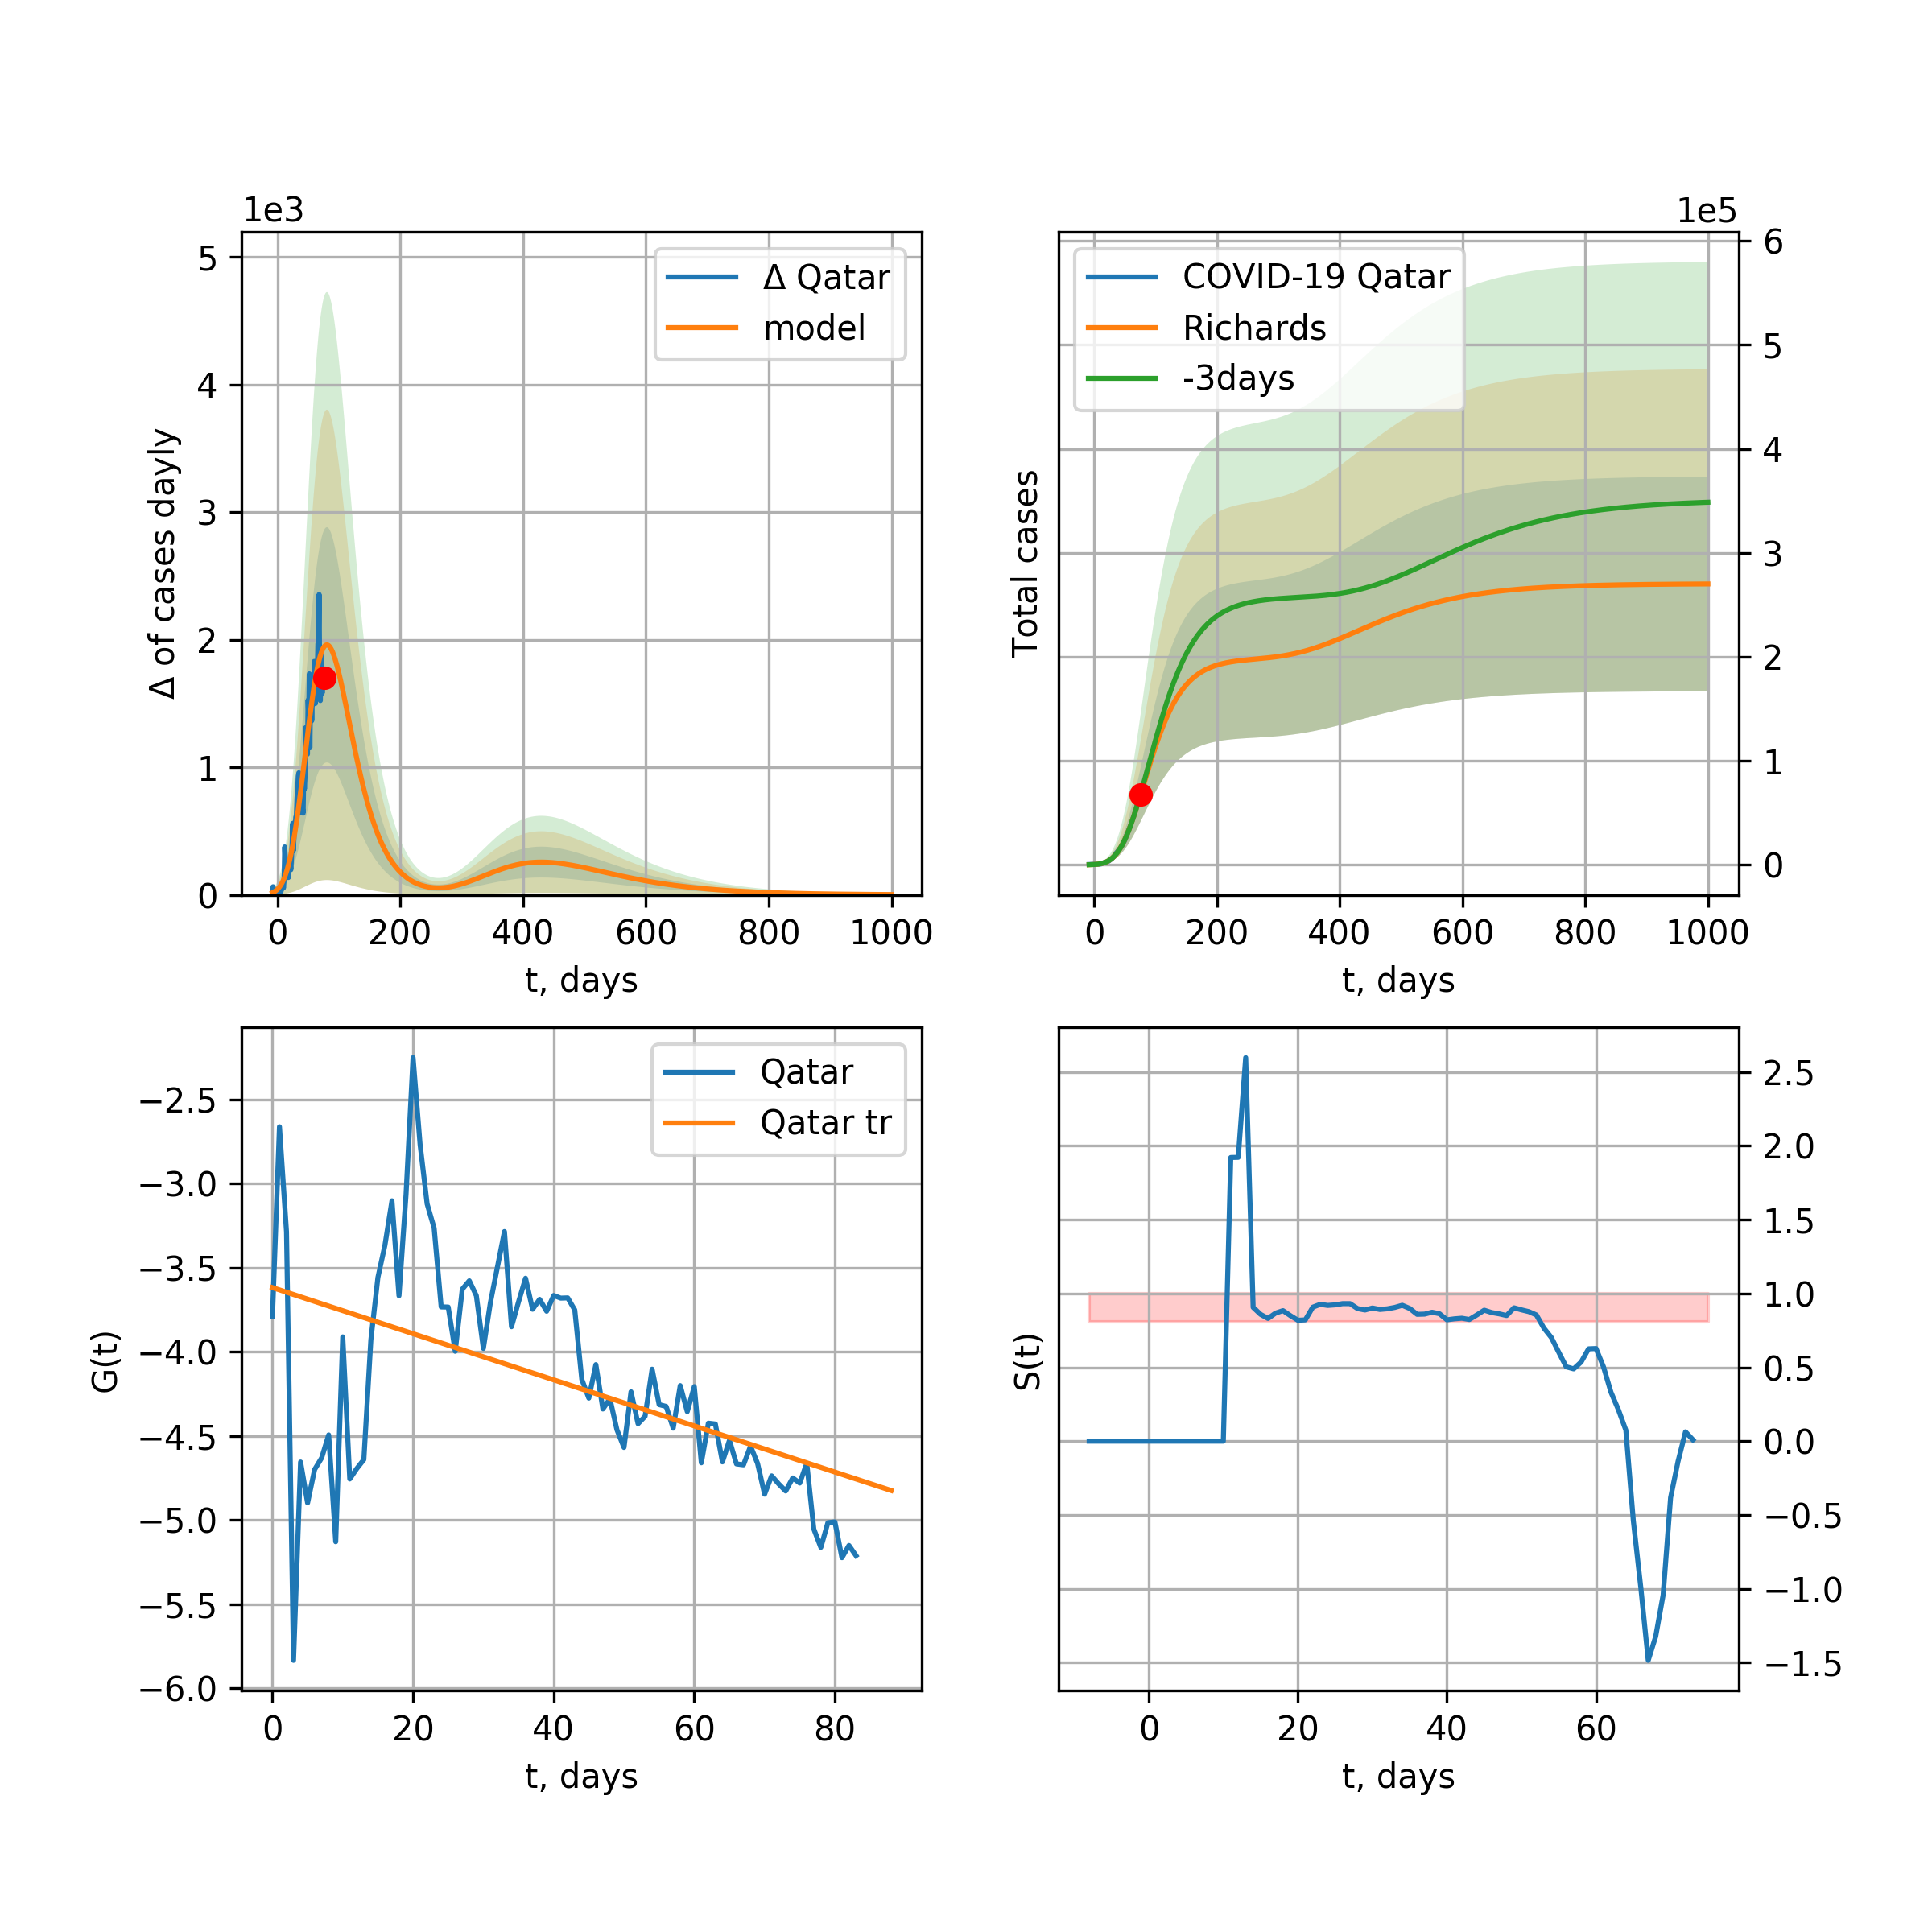 1e3
5
4
3
2
1
0
Δ of cases dayly
Δ Qatar
model
0 200 400 600 800 1000
t, days
1e5
COVID-19 Qatar
Richards
-3days
Total cases
6
5
4
3
2
1
0
0 200 400 600 800 1000
t, days
Qatar
Qatar tr
−2.5
−3.0
−3.5
−4.0
−4.5
−5.0
−5.5
−6.0
G(t)
0 20 40 60 80
t, days
S(t)
2.5
2.0
1.5
1.0
0.5
0.0
−0.5
−1.0
−1.5
0 20 40 60
t, days